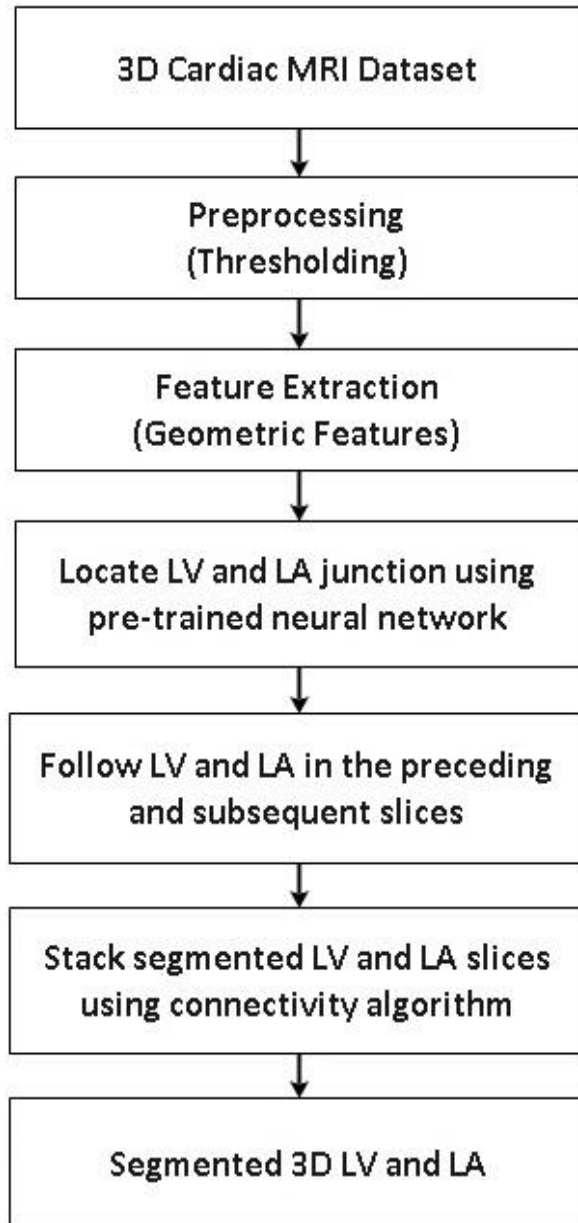 3D Cardiac MRI Dataset
Preprocessing
(Thresholding)
Feature Extraction
(Geometric Features)
Locate LV and LA junction using
pre-trained neural network
Follow LV and LA in the preceding
and subsequent slices
Stack segmented LV and LA slices
using connectivity algorithm
Segmented 3D LV and LA